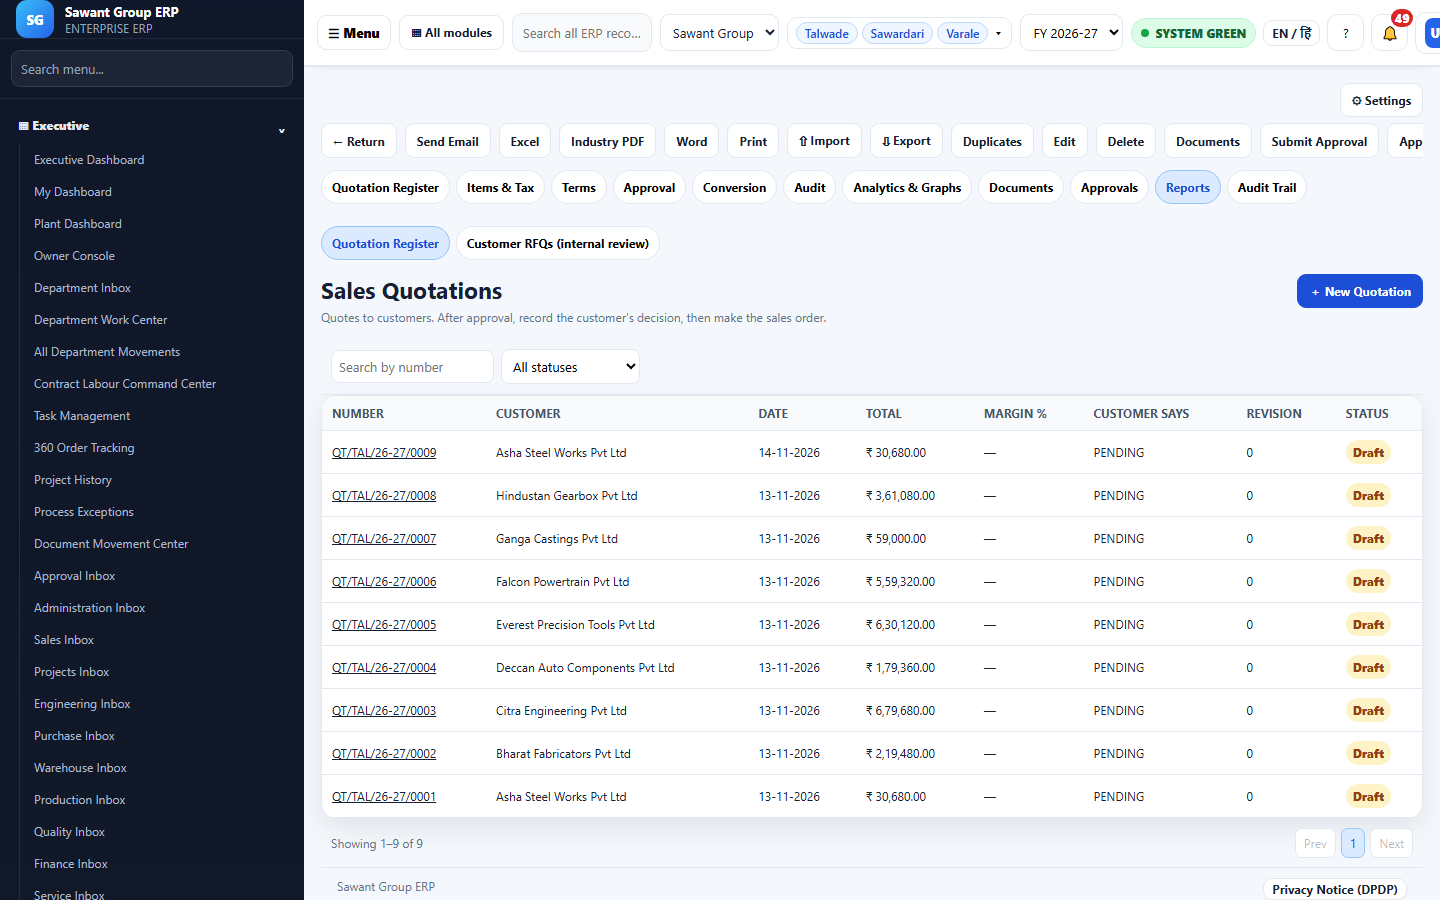 SG
Sawant Group ERP
ENTERPRISE ERP
Search menu...
Executive
Executive Dashboard
My Dashboard
Plant Dashboard
Owner Console
Department Inbox
Department Work Center
All Department Movements
Contract Labour Command Center
Task Management
360 Order Tracking
Project History
Process Exceptions
Document Movement Center
Approval Inbox
Administration Inbox
Sales Inbox
Projects Inbox
Engineering Inbox
Purchase Inbox
Warehouse Inbox
Production Inbox
Quality Inbox
Finance Inbox
Service Inbox
☰ Menu
All modules
Search all ERP reco...
Sawant Group
Talwade Sawardari Varale
FY 2026-27
SYSTEM GREEN
EN / हिं
?
49
U
⚙ Settings
← Return Send Email Excel Industry PDF Word Print ⇧ Import ⇩ Export Duplicates Edit Delete Documents Submit Approval App
Quotation Register Items & Tax Terms Approval Conversion Audit Analytics & Graphs Documents Approvals Reports Audit Trail
Quotation Register Customer RFQs (internal review)
Sales Quotations
+ New Quotation
Quotes to customers. After approval, record the customer's decision, then make the sales order.
Search by number All statuses
NUMBER CUSTOMER DATE TOTAL MARGIN % CUSTOMER SAYS REVISION STATUS
QT/TAL/26-27/0009 Asha Steel Works Pvt Ltd 14-11-2026 ₹ 30,680.00 — PENDING 0 Draft
QT/TAL/26-27/0008 Hindustan Gearbox Pvt Ltd 13-11-2026 ₹ 3,61,080.00 — PENDING 0 Draft
QT/TAL/26-27/0007 Ganga Castings Pvt Ltd 13-11-2026 ₹ 59,000.00 — PENDING 0 Draft
QT/TAL/26-27/0006 Falcon Powertrain Pvt Ltd 13-11-2026 ₹ 5,59,320.00 — PENDING 0 Draft
QT/TAL/26-27/0005 Everest Precision Tools Pvt Ltd 13-11-2026 ₹ 6,30,120.00 — PENDING 0 Draft
QT/TAL/26-27/0004 Deccan Auto Components Pvt Ltd 13-11-2026 ₹ 1,79,360.00 — PENDING 0 Draft
QT/TAL/26-27/0003 Citra Engineering Pvt Ltd 13-11-2026 ₹ 6,79,680.00 — PENDING 0 Draft
QT/TAL/26-27/0002 Bharat Fabricators Pvt Ltd 13-11-2026 ₹ 2,19,480.00 — PENDING 0 Draft
QT/TAL/26-27/0001 Asha Steel Works Pvt Ltd 13-11-2026 ₹ 30,680.00 — PENDING 0 Draft
Showing 1–9 of 9
Prev 1 Next
Sawant Group ERP
Privacy Notice (DPDP)